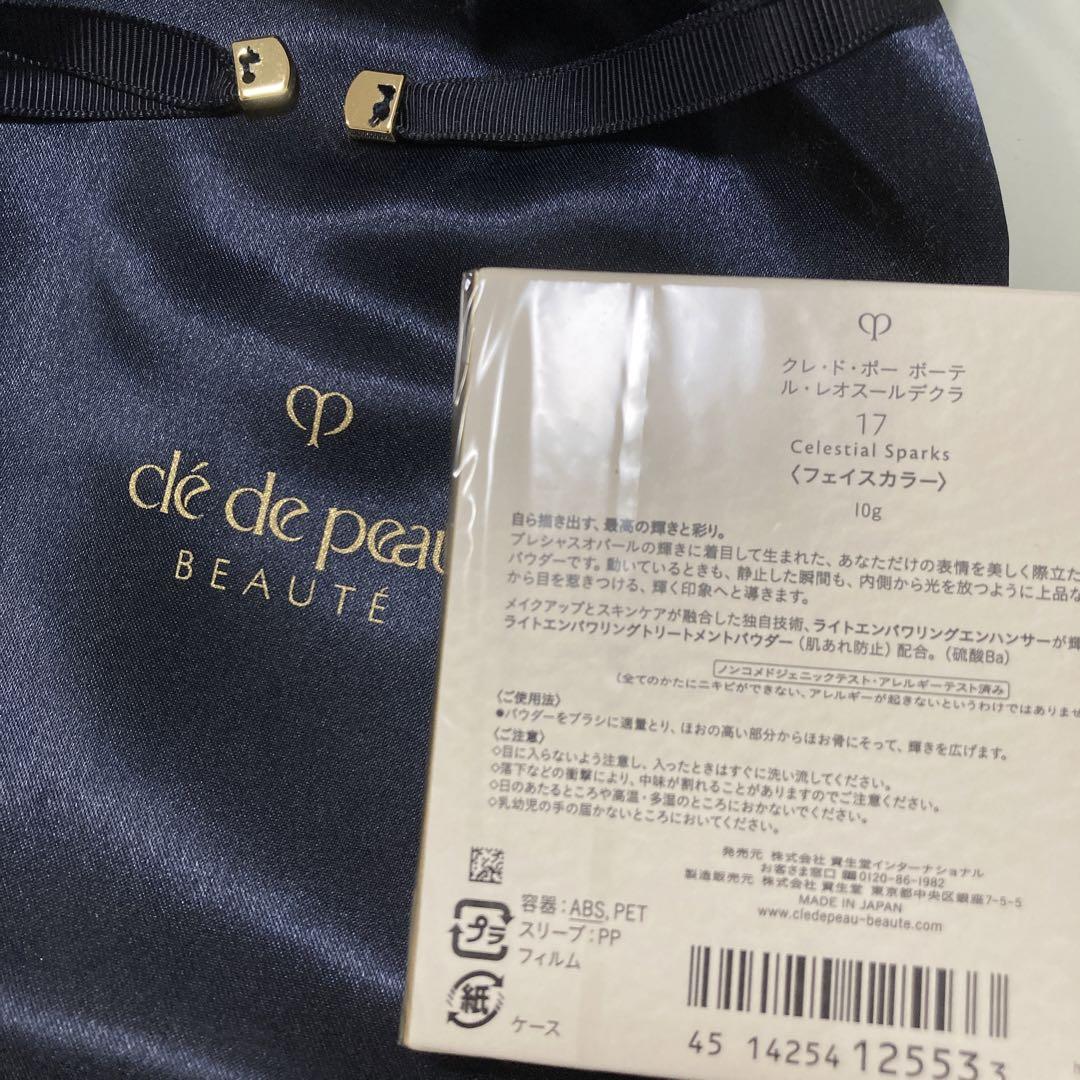 clé de peau
BEAUTÉ
クレ・ド・ポー ボーテ
ル・レオスールデクラ
17
Celestial Sparks
〈フェイスカラー〉
10g
自ら描き出す、最高の輝きと彩り。
プレシャスオパールの輝きに着目して生まれた、あなただけの表情を美しく際立た
パウダーです。動いているときも、静止した瞬間も、内側から光を放つように上品な
から目を惹きつける、輝く印象へと導きます。
メイクアップとスキンケアが融合した独自技術、ライトエンパワリングエンハンサーが輝
ライトエンパワリングトリートメントパウダー（肌あれ防止）配合。（硫酸Ba）
ノンコメドジェニックテスト・アレルギーテスト済み
（全てのかたにニキビができない、アレルギーが起きないというわけではありませ
〈ご使用法〉
●パウダーをブラシに適量とり、ほおの高い部分からほお骨にそって、輝きを広げます。
〈ご注意〉
◇目に入らないよう注意し、入ったときはすぐに洗い流してください。
◇落下などの衝撃により、中味が割れることがありますのでご注意ください。
◇日のあたるところや高温・多湿のところにおかないでください。
◇乳幼児の手の届かないところにおいてください。
発売元 株式会社 資生堂インターナショナル
お客さま窓口 0120-86-1982
製造販売元 株式会社 資生堂 東京都中央区銀座7-5-5
MADE IN JAPAN
www.cledepeau-beaute.com
プラ
容器：ABS, PET
スリーブ：PP
フィルム
紙
ケース
45 14254 12553 3